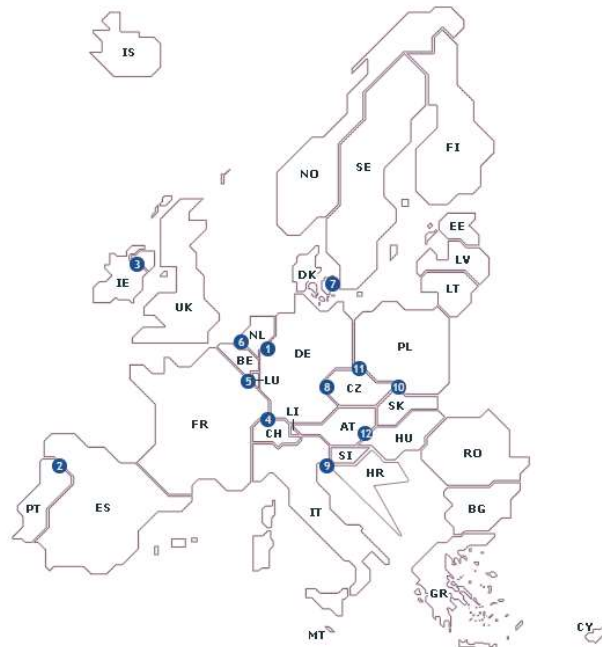 IS
FI
SE
NO
EE
3
LV
IE
DK
7
LT
UK
6
NL
1
DE
PL
BE
11
5
LU
8
CZ
10
SK
LI
4
FR
CH
AT
12
HU
SI
RO
2
9
HR
PT
ES
IT
BG
GR
CY
MT